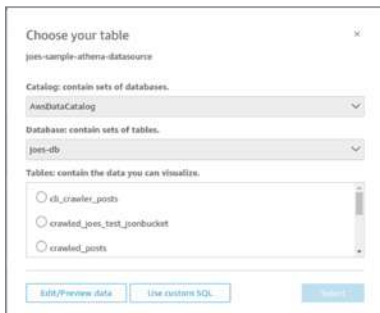 Choose your table
joes-sample-athena-datasource
Catalog: contain sets of databases.
AwsDataCatalog
Database: contain sets of tables.
joes-db
Tables: contain the data you can visualize.
cli_crawler_posts
crawled_joes_test_jsonbucket
crawled_posts
Edit/Preview data
Use custom SQL
Select